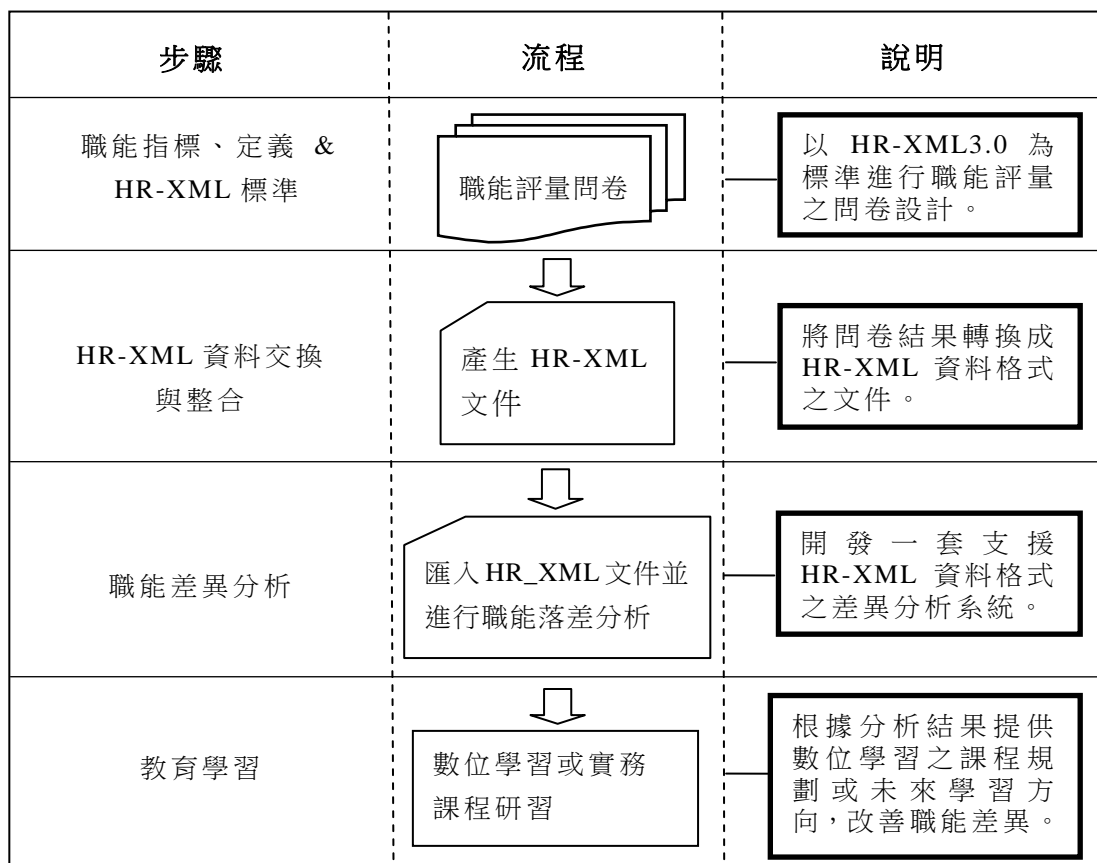 步驟
流程
說明
職能指標、定義 &
HR-XML 標準
職能評量問卷
以 HR-XML3.0 為
標準進行職能評量
之問卷設計。
HR-XML 資料交換
與整合
產生 HR-XML
文件
將問卷結果轉換成
HR-XML 資料格式
之文件。
職能差異分析
匯入 HR_XML 文件並
進行職能落差分析
開發一套支援
HR-XML 資料格式
之差異分析系統。
教育學習
數位學習或實務
課程研習
根據分析結果提供
數位學習之課程規
劃或未來學習方
向，改善職能差異。